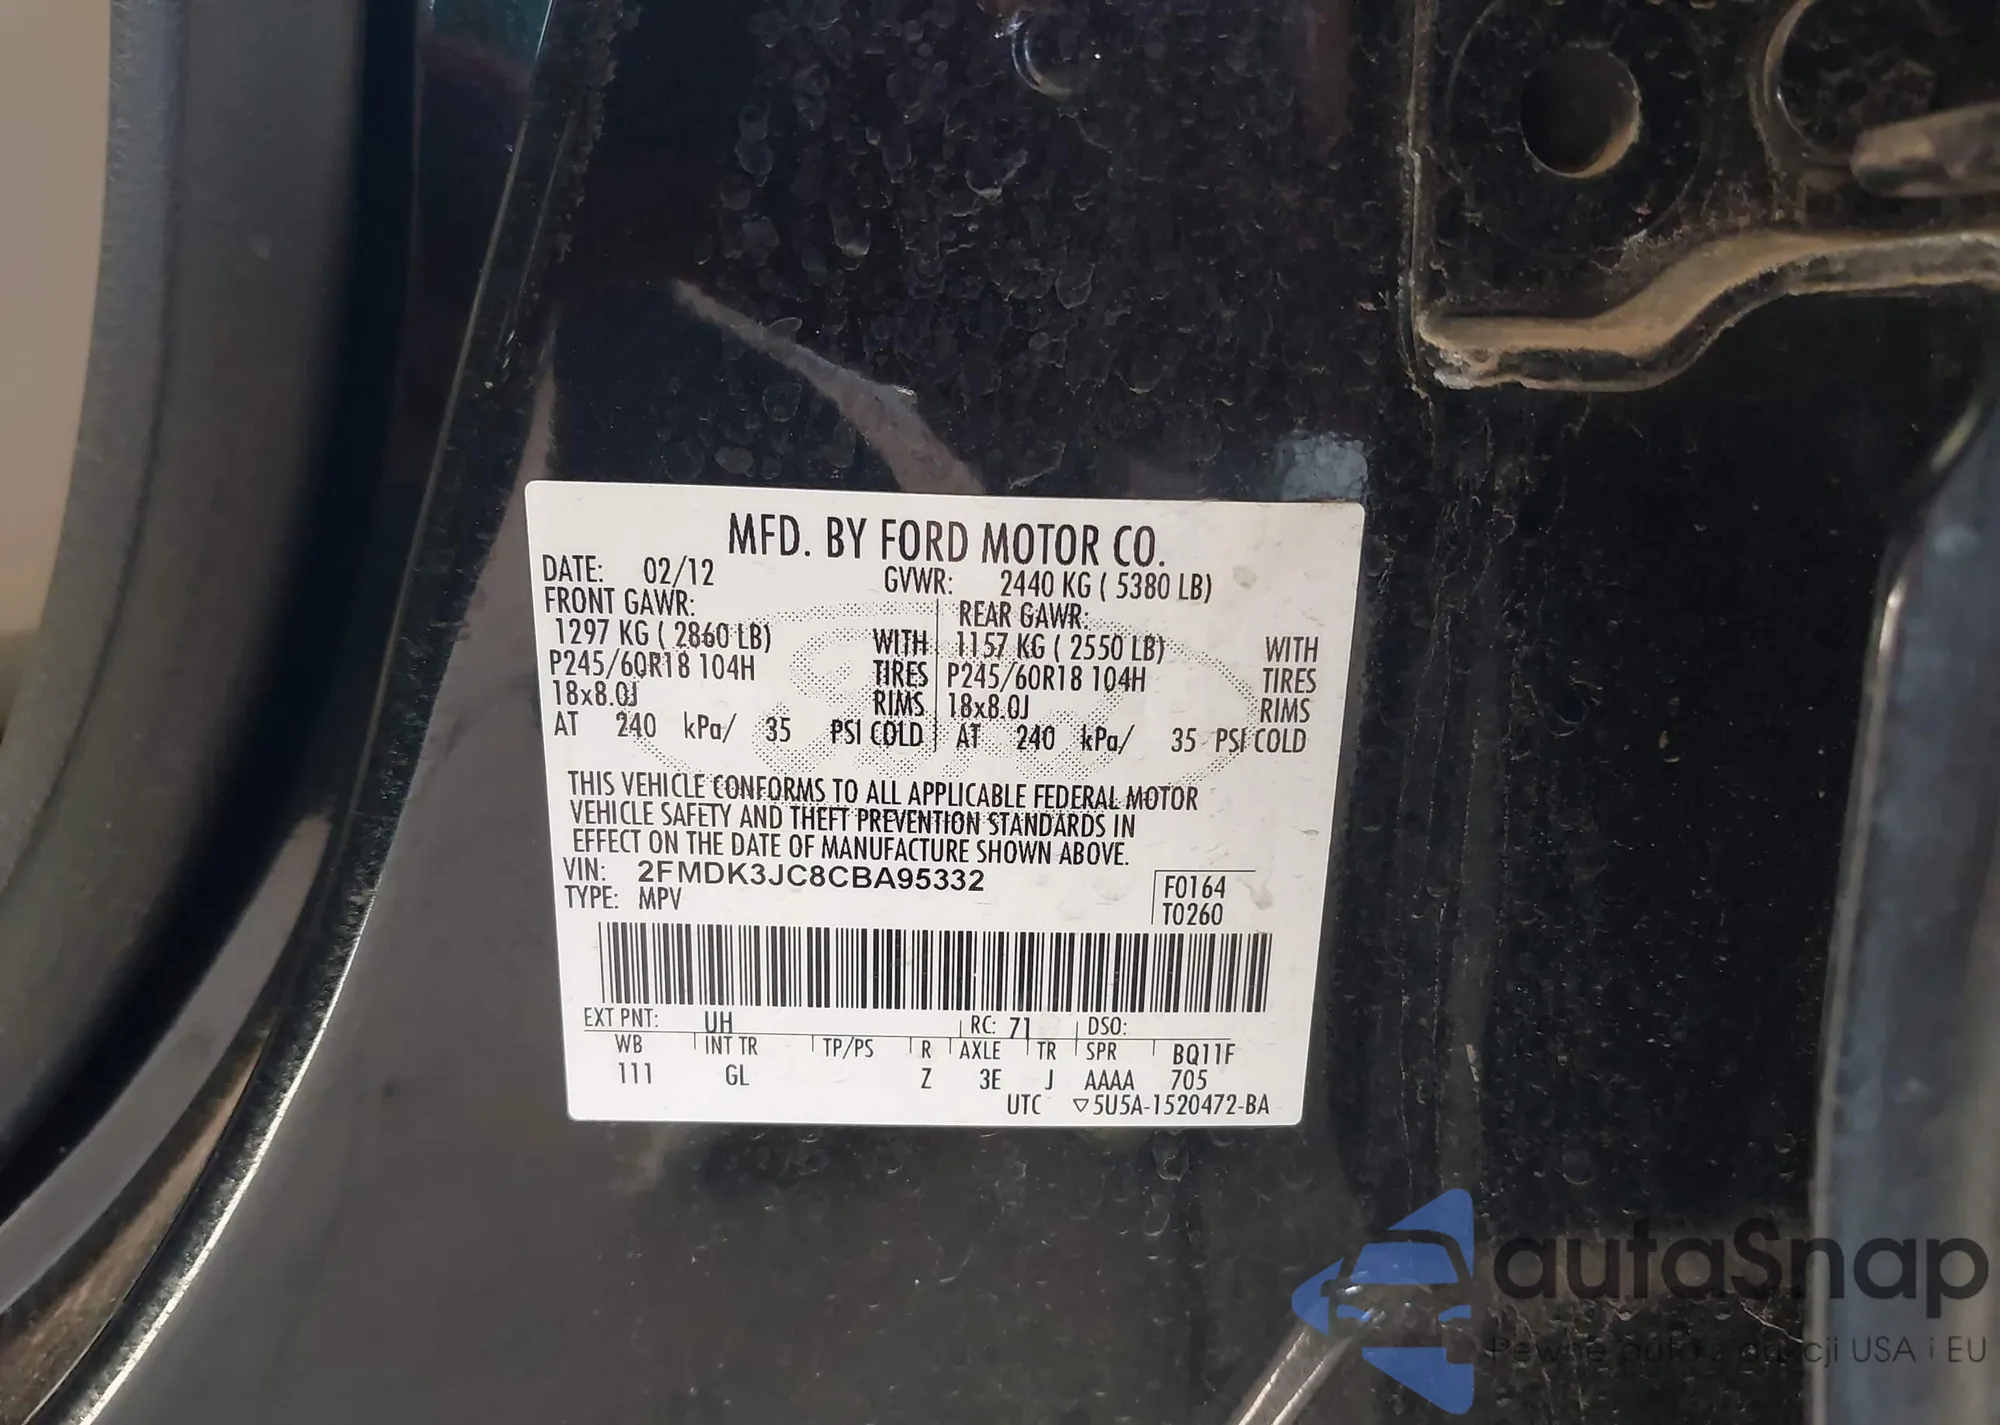 MFD. BY FORD MOTOR CO.
DATE: 02/12 GVWR: 2440 KG ( 5380 LB)
FRONT GAWR: REAR GAWR:
1297 KG ( 2860 LB) WITH 1157 KG ( 2550 LB) WITH
P245/60R18 104H TIRES P245/60R18 104H TIRES
18x8.0J RIMS 18x8.0J RIMS
AT 240 kPa/ 35 PSI COLD AT 240 kPa/ 35 PSI COLD
THIS VEHICLE CONFORMS TO ALL APPLICABLE FEDERAL MOTOR
VEHICLE SAFETY AND THEFT PREVENTION STANDARDS IN
EFFECT ON THE DATE OF MANUFACTURE SHOWN ABOVE.
VIN: 2FMDK3JC8CBA95332
TYPE: MPV
F0164
T0260
EXT PNT: UH RC: 71 DSO:
WB INT TR TP/PS R AXLE TR SPR BQ11F
111 GL Z 3E J AAAA 705
UTC ▽5U5A-1520472-BA
autaSnap
Pewne auta z aukcji USA i EU